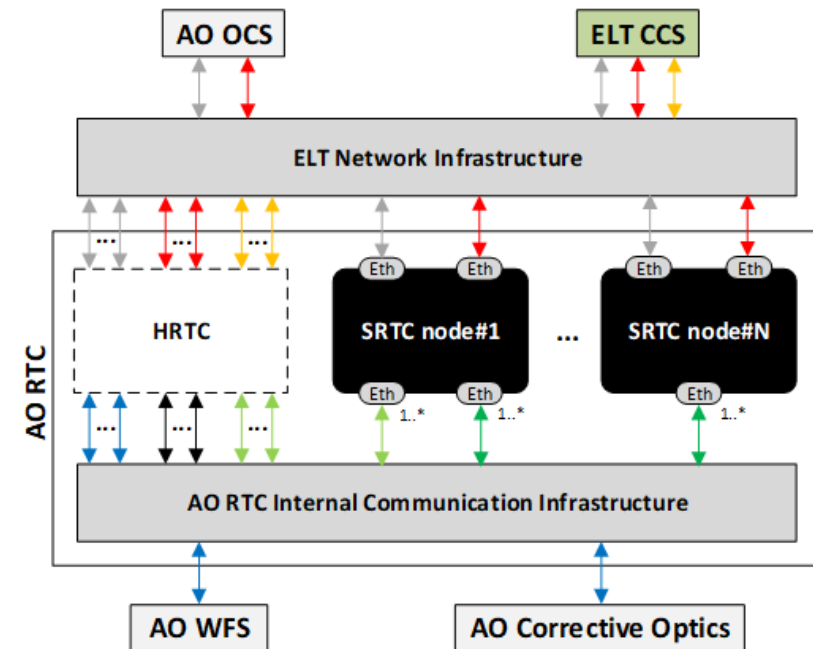 AO OCS
ELT CCS
ELT Network Infrastructure
... ... ...
Eth Eth Eth Eth
AO RTC
HRTC
SRTC node#1
...
SRTC node#N
Eth 1..* Eth 1..* Eth 1..*
... ... ...
AO RTC Internal Communication Infrastructure
AO WFS
AO Corrective Optics